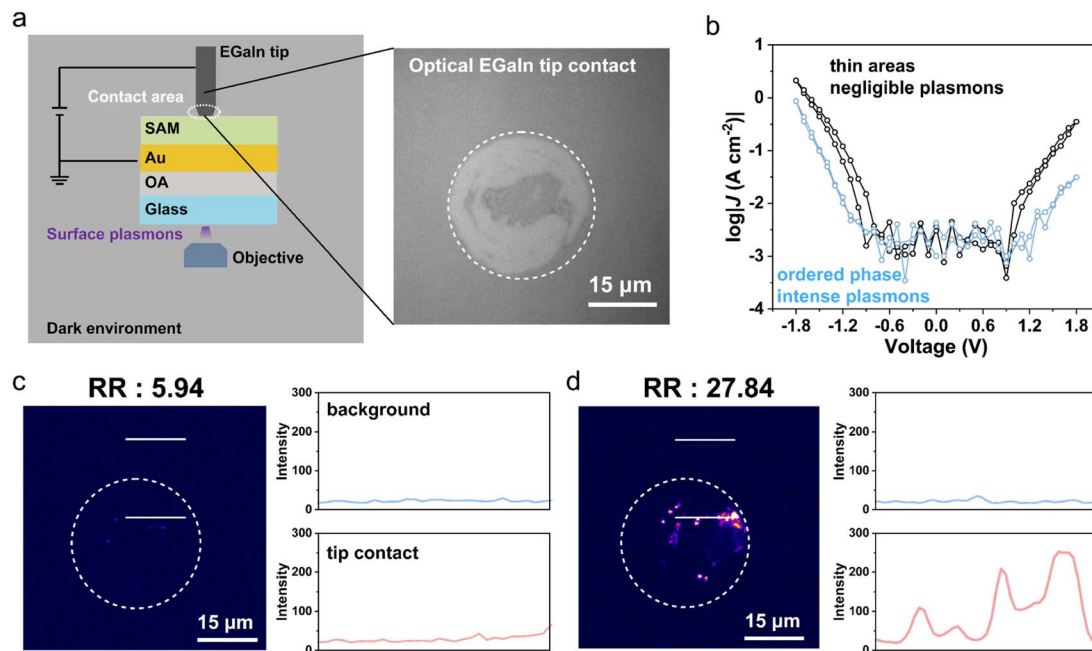 a
EGaIn tip
Contact area
SAM
Au
OA
Glass
Surface plasmons
Objective
Dark environment
Optical EGaIn tip contact
15 µm
b
log|J (A cm⁻²)|
1
0
-1
-2
-3
-4
thin areas
negligible plasmons
ordered phase
intense plasmons
-1.8 -1.2 -0.6 0.0 0.6 1.2 1.8
Voltage (V)
c
RR : 5.94
15 µm
Intensity
300
200
100
0
background
Intensity
300
200
100
0
tip contact
d
RR : 27.84
15 µm
Intensity
300
200
100
0
Intensity
300
200
100
0